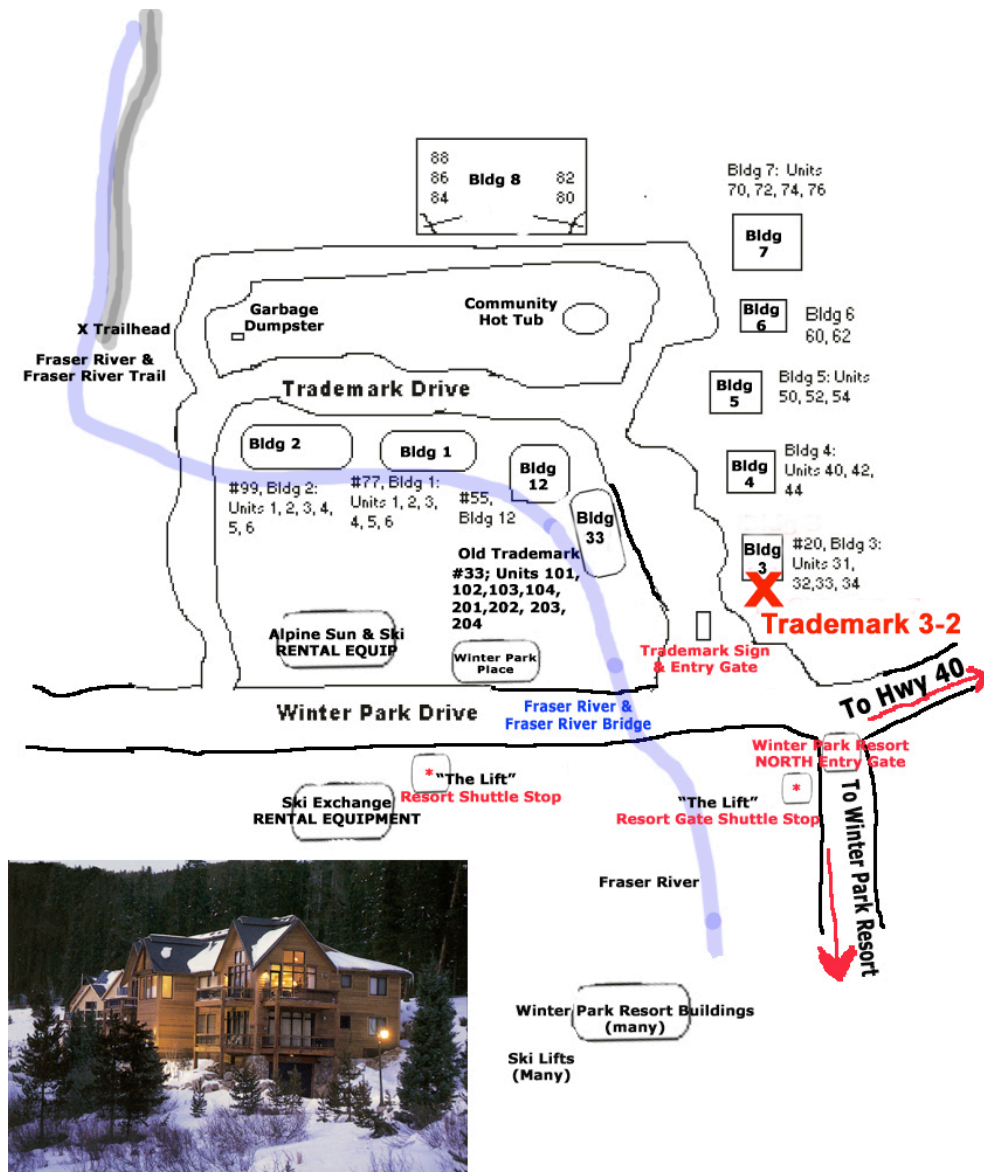 88
86
84
Bldg 8
82
80
Bldg 7: Units
70, 72, 74, 76
Bldg
7
Bldg
6
Bldg 6
60, 62
Garbage
Dumpster
Community
Hot Tub
X Trailhead
Fraser River &
Fraser River Trail
Trademark Drive
Bldg
5
Bldg 5: Units
50, 52, 54
Bldg 2
Bldg 1
Bldg
12
Bldg
4
Bldg 4:
Units 40, 42,
44
#99, Bldg 2:
Units 1, 2, 3, 4,
5, 6
#77, Bldg 1:
Units 1, 2, 3,
4, 5, 6
#55,
Bldg 12
Bldg
33
Bldg
3
#20, Bldg 3:
Units 31,
32,33, 34
X
Trademark 3-2
Old Trademark
#33; Units 101,
102,103,104,
201,202, 203,
204
Alpine Sun & Ski
RENTAL EQUIP
Winter Park
Place
Trademark Sign
& Entry Gate
To Hwy 40
Winter Park Drive
Fraser River &
Fraser River Bridge
Winter Park Resort
NORTH Entry Gate
*
"The Lift"
Resort Shuttle Stop
Ski Exchange
RENTAL EQUIPMENT
*
"The Lift"
Resort Gate Shuttle Stop
To Winter Park Resort
Fraser River
Winter Park Resort Buildings
(many)
Ski Lifts
(Many)